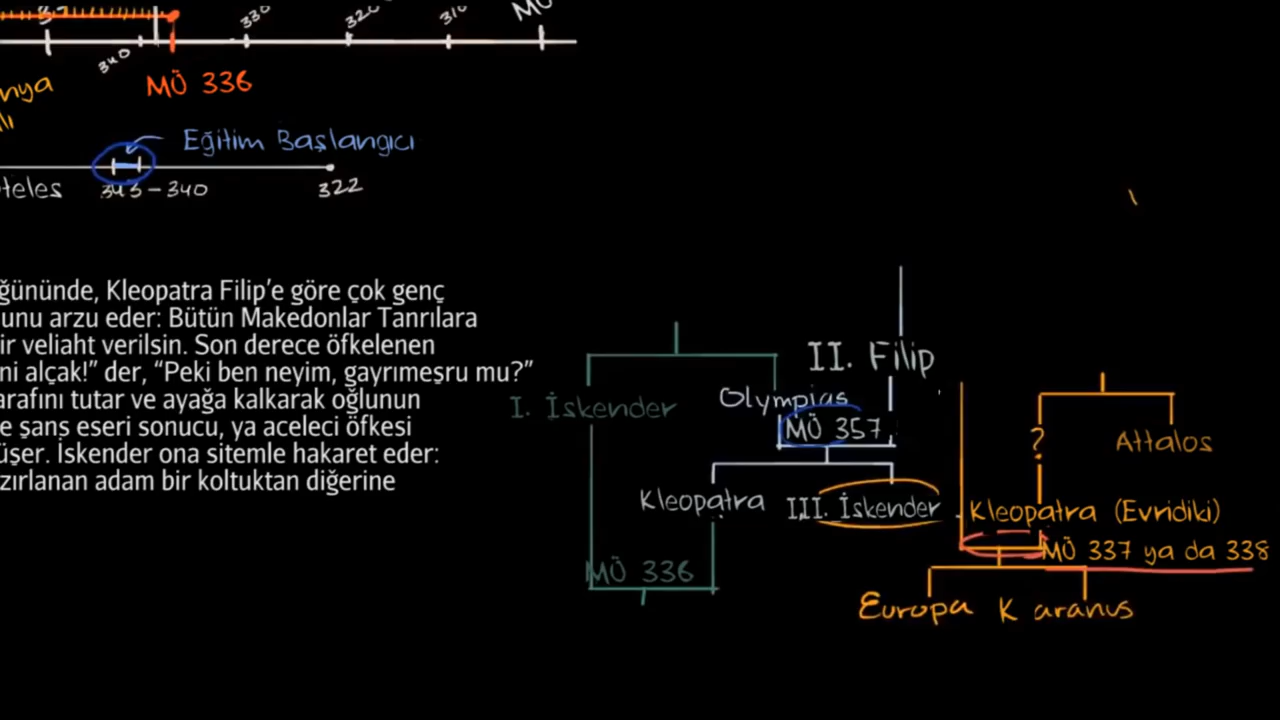 330
320
310
MÖ
340
MÖ 336
Eğitim Başlangıcı
343 – 340
322
ğününde, Kleopatra Filip’e göre çok genç
unu arzu eder: Bütün Makedonlar Tanrılara
ir veliaht verilsin. Son derece öfkelenen
ni alçak!” der, “Peki ben neyim, gayrımeşru mu?”
arafını tutar ve ayağa kalkarak oğlunun
e şans eseri sonucu, ya aceleci öfkesi
üşer. İskender ona sitemle hakaret eder:
zırlanan adam bir koltuktan diğerine
II. Filip
I. İskender
Olympias
MÖ 357
? Attalos
Kleopatra III. İskender
Kleopatra (Evridiki)
MÖ 337 ya da 338
MÖ 336
Europa Karanus